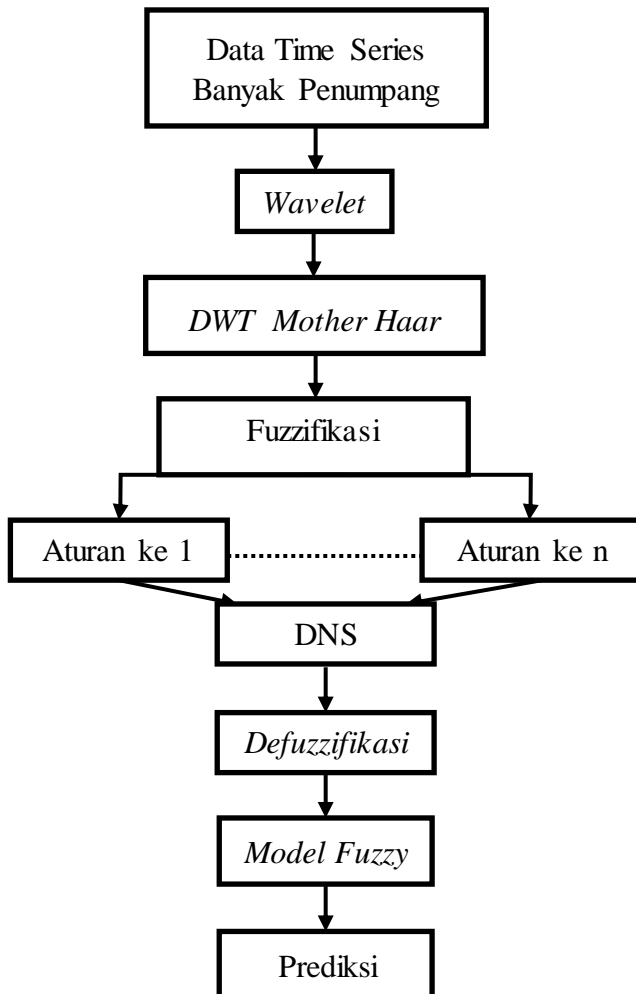 Data Time Series
Banyak Penumpang
Wavelet
DWT Mother Haar
Fuzzifikasi
Aturan ke 1
Aturan ke n
DNS
Defuzzifikasi
Model Fuzzy
Prediksi